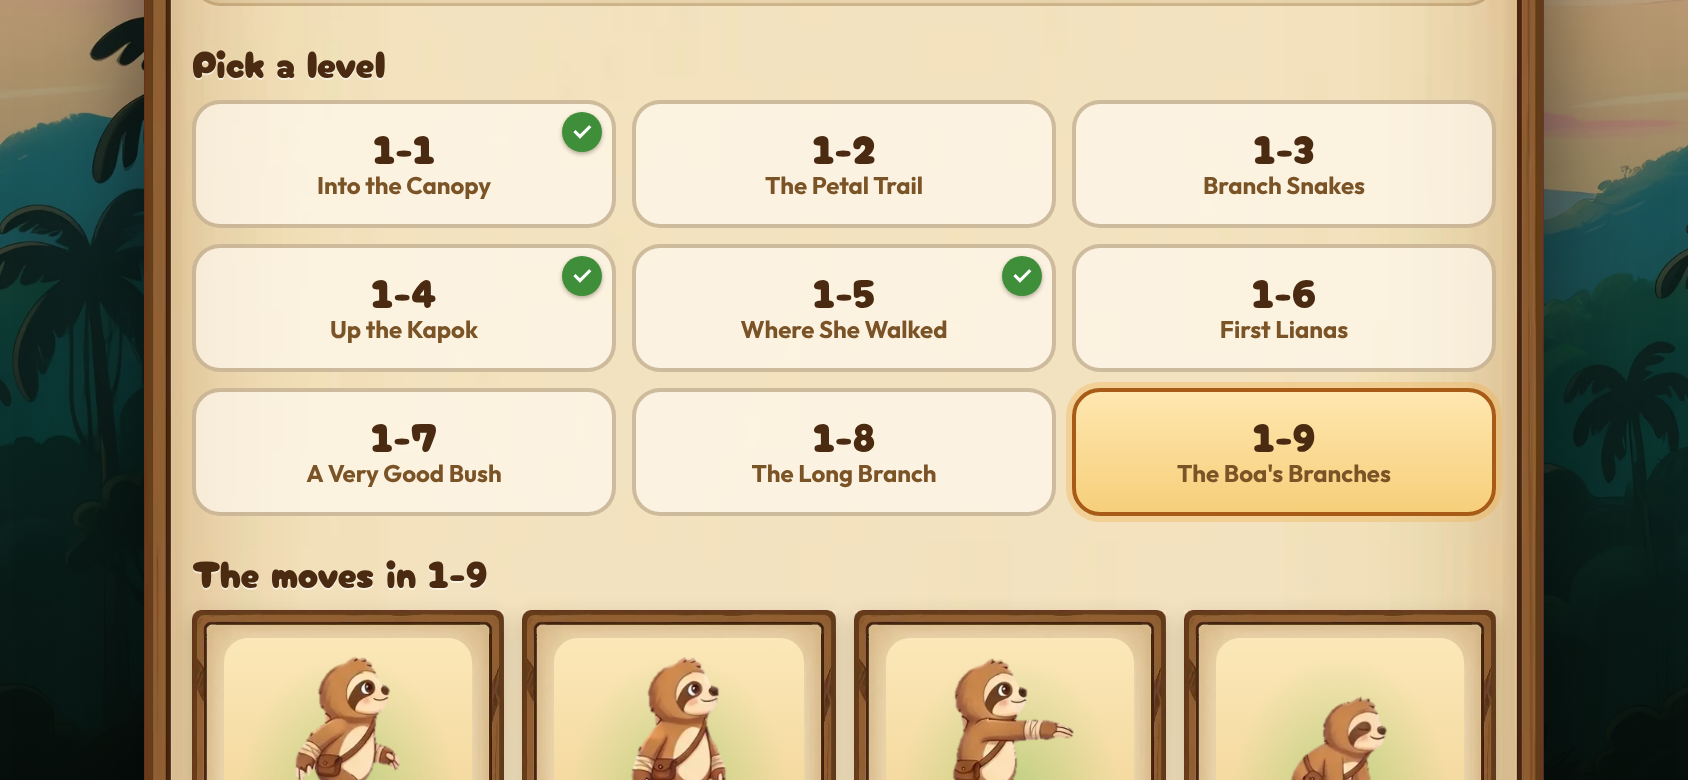 Pick a level
1-1
Into the Canopy
1-2
The Petal Trail
1-3
Branch Snakes
1-4
Up the Kapok
1-5
Where She Walked
1-6
First Lianas
1-7
A Very Good Bush
1-8
The Long Branch
1-9
The Boa's Branches
The moves in 1-9